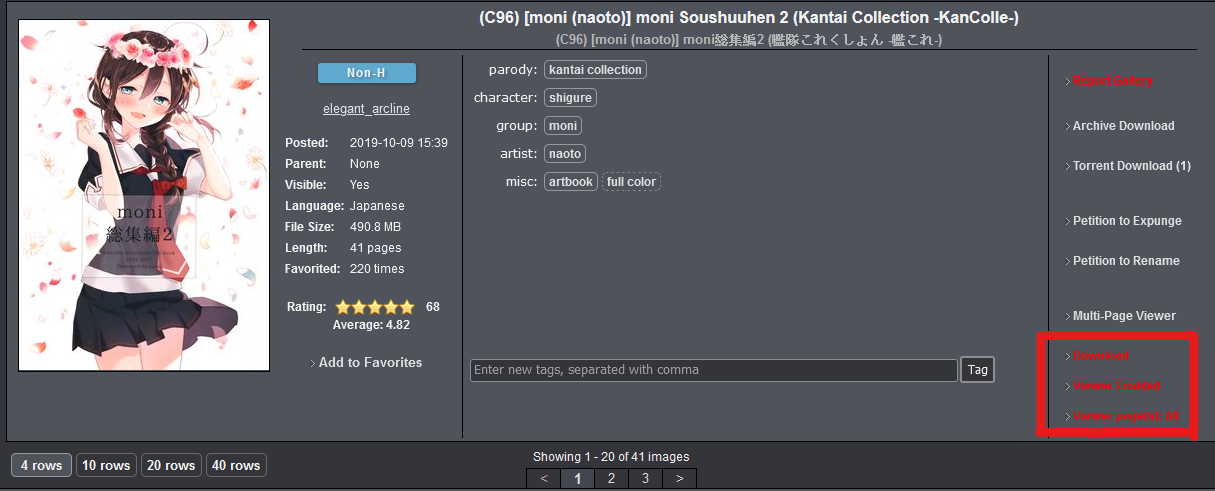 (C96) [moni (naoto)] moni Soushuuhen 2 (Kantai Collection -KanColle-)
(C96) [moni (naoto)] moni総集編2 (艦隊これくしょん -艦これ-)
moni
総集編2
Non-H
elegant_arcline
Posted: 2019-10-09 15:39
Parent: None
Visible: Yes
Language: Japanese
File Size: 490.8 MB
Length: 41 pages
Favorited: 220 times
Rating: 68
Average: 4.82
> Add to Favorites
parody: kantai collection
character: shigure
group: moni
artist: naoto
misc: artbook full color
Enter new tags, separated with comma Tag
> Report Gallery
> Archive Download
> Torrent Download (1)
> Petition to Expunge
> Petition to Rename
> Multi-Page Viewer
> Download
> Viewer Enabled
> Viewer page(s): All
4 rows 10 rows 20 rows 40 rows
Showing 1 - 20 of 41 images
< 1 2 3 >